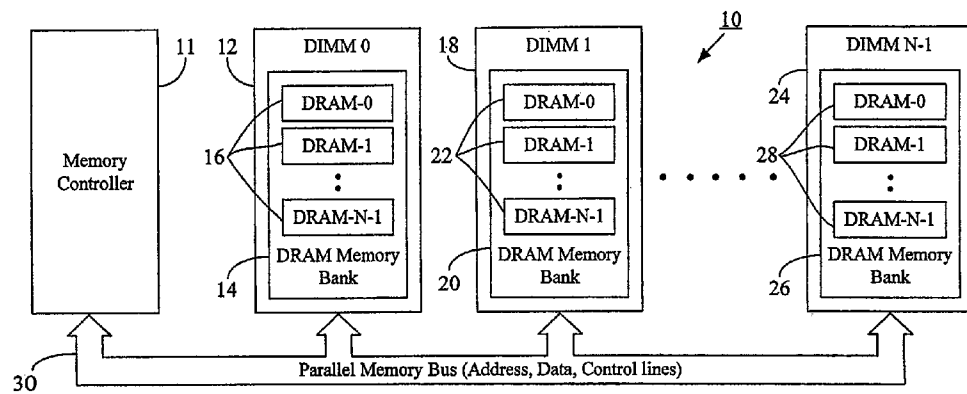 11
12
DIMM 0
18
DIMM 1
10
DIMM N-1
24
Memory
Controller
DRAM-0
DRAM-1
DRAM-N-1
16
DRAM Memory
Bank
14
DRAM-0
DRAM-1
DRAM-N-1
22
DRAM Memory
Bank
20
DRAM-0
DRAM-1
DRAM-N-1
28
DRAM Memory
Bank
26
30
Parallel Memory Bus (Address, Data, Control lines)